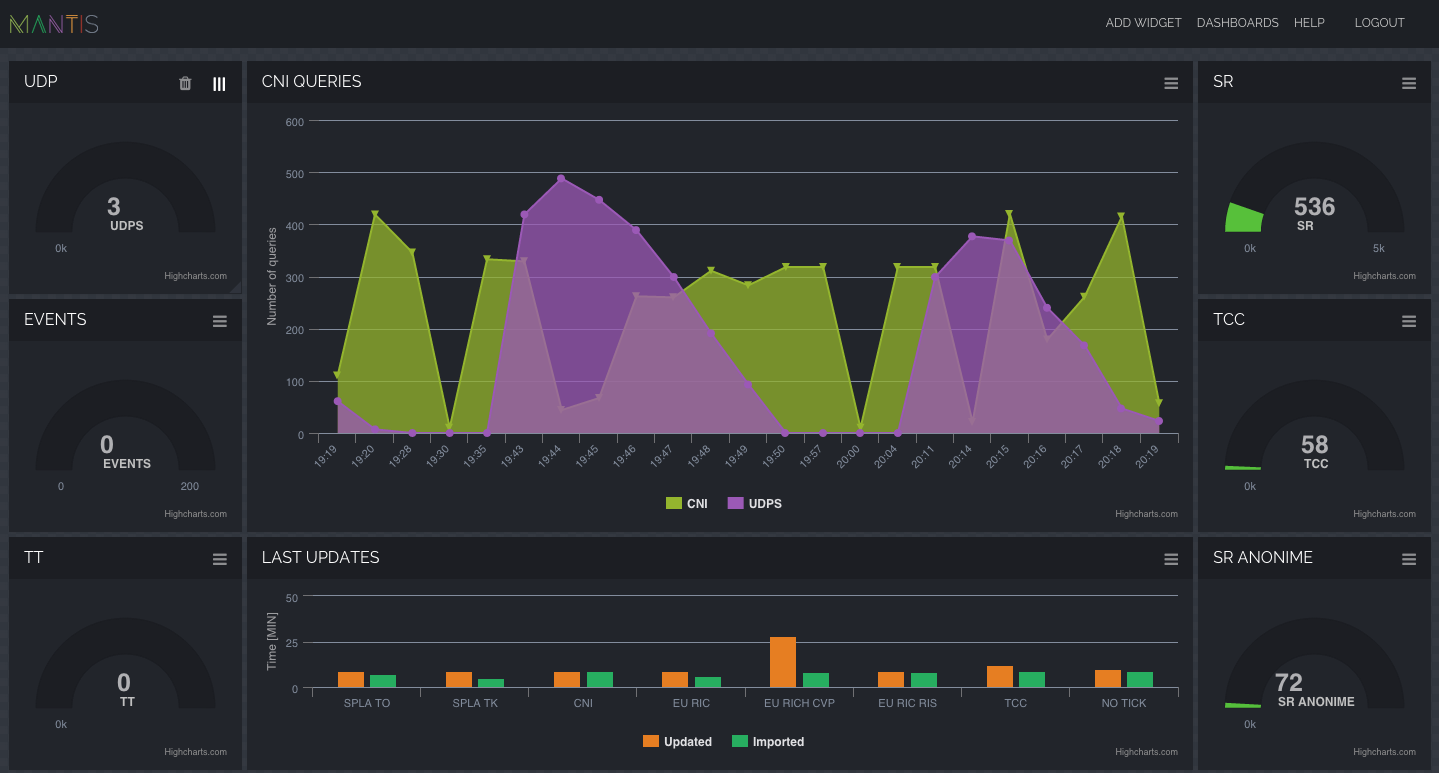 MANTIS
ADD WIDGET DASHBOARDS HELP LOGOUT
UDP
3
UDPS
0k
Highcharts.com
EVENTS
0
EVENTS
0 200
Highcharts.com
TT
0
TT
0k
Highcharts.com
CNI QUERIES
Number of queries
600
500
400
300
200
100
0
19:19 19:20 19:28 19:30 19:35 19:43 19:44 19:45 19:46 19:47 19:48 19:49 19:50 19:57 20:00 20:04 20:11 20:14 20:15 20:16 20:17 20:18 20:19
CNI UDPS
Highcharts.com
LAST UPDATES
Time [MIN]
50
25
0
SPLA TO SPLA TK CNI EU RIC EU RICH CVP EU RIC RIS TCC NO TICK
Updated Imported
Highcharts.com
SR
536
SR
0k 5k
Highcharts.com
TCC
58
TCC
0k
Highcharts.com
SR ANONIME
72
SR ANONIME
0k
Highcharts.com